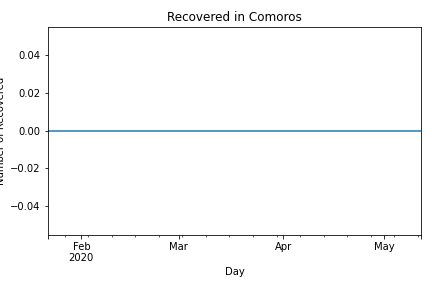 Recovered in Comoros
Number of Recovered
0.04
0.02
0.00
−0.02
−0.04
Feb
2020
Mar
Apr
May
Day